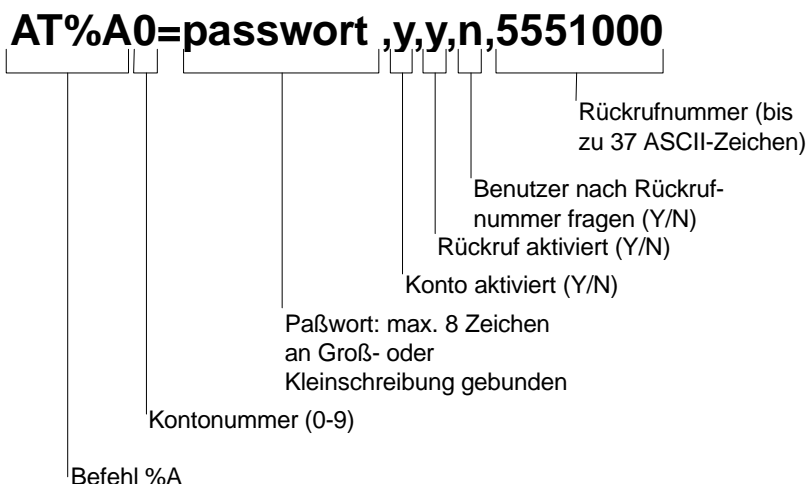 AT%A0=passwort ,y,y,n,5551000
Rückrufnummer (bis
zu 37 ASCII-Zeichen)
Benutzer nach Rückruf-
nummer fragen (Y/N)
Rückruf aktiviert (Y/N)
Konto aktiviert (Y/N)
Paßwort: max. 8 Zeichen
an Groß- oder
Kleinschreibung gebunden
Kontonummer (0-9)
Befehl %A